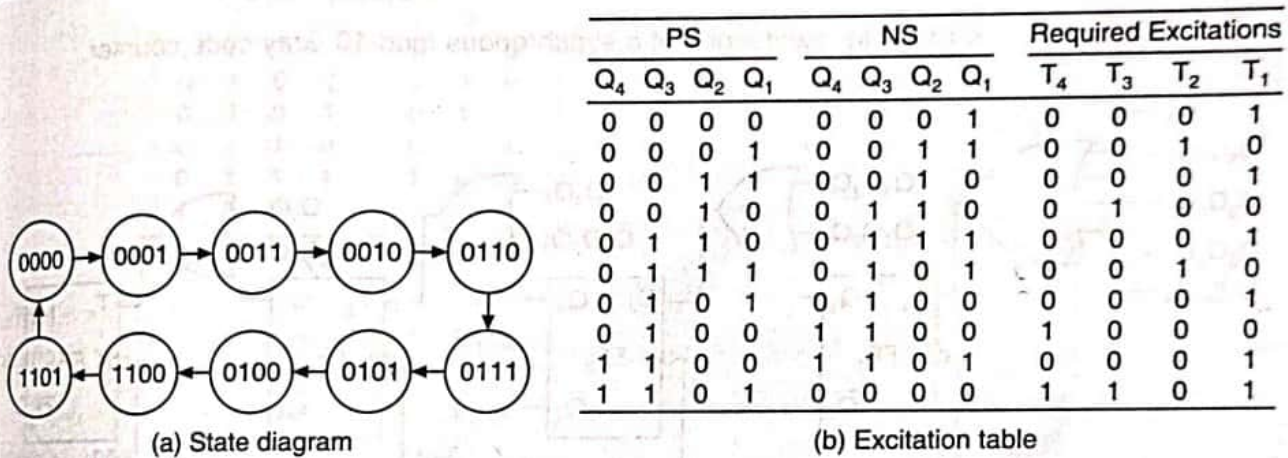 PS NS Required Excitations
Q4 Q3 Q2 Q1 Q4 Q3 Q2 Q1 T4 T3 T2 T1
0 0 0 0 0 0 0 1 0 0 0 1
0 0 0 1 0 0 1 1 0 0 1 0
0 0 1 1 0 0 1 0 0 0 0 1
0 0 1 0 0 1 1 0 0 1 0 0
0 1 1 0 0 1 1 1 0 0 0 1
0 1 1 1 0 1 0 1 0 0 1 0
0 1 0 1 0 1 0 0 0 0 0 1
0 1 0 0 1 1 0 0 1 0 0 0
1 1 0 0 1 1 0 1 0 0 0 1
1 1 0 1 0 0 0 0 1 1 0 1
0000 0001 0011 0010 0110
1101 1100 0100 0101 0111
(a) State diagram
(b) Excitation table